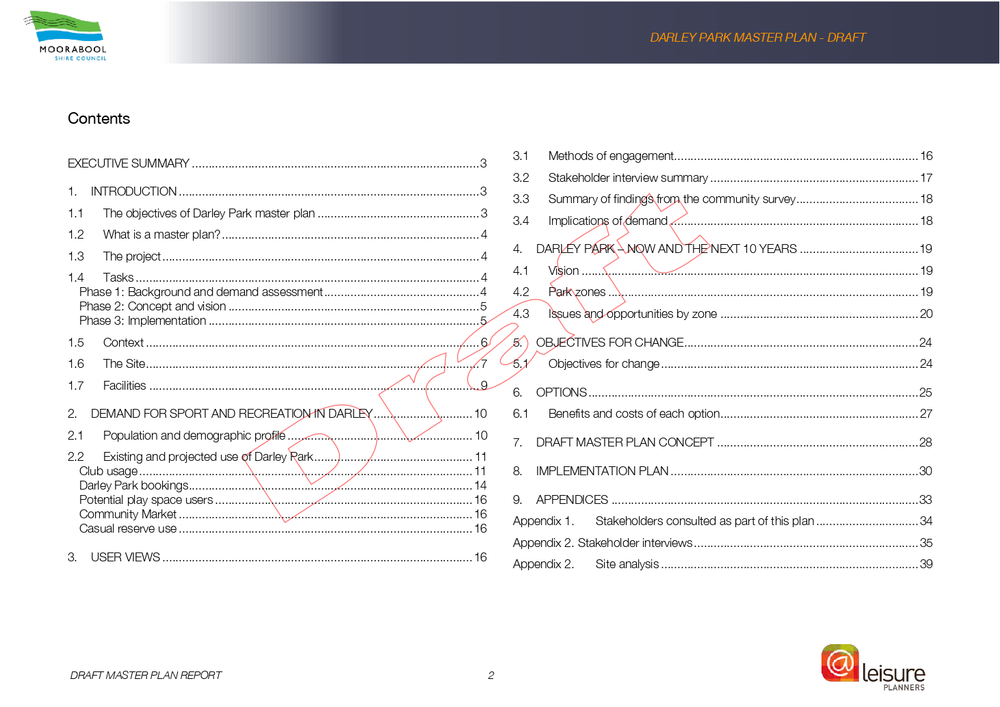 MOORABOOL
SHIRE COUNCIL
DARLEY PARK MASTER PLAN - DRAFT
Contents
EXECUTIVE SUMMARY ....................................................................................... 3
1. INTRODUCTION ........................................................................................... 3
1.1 The objectives of Darley Park master plan ................................................. 3
1.2 What is a master plan? .............................................................................. 4
1.3 The project ................................................................................................ 4
1.4 Tasks ........................................................................................................ 4
Phase 1: Background and demand assessment ............................................... 4
Phase 2: Concept and vision ............................................................................ 5
Phase 3: Implementation .................................................................................. 5
1.5 Context ..................................................................................................... 6
1.6 The Site..................................................................................................... 7
1.7 Facilities .................................................................................................... 9
2. DEMAND FOR SPORT AND RECREATION IN DARLEY .............................. 10
2.1 Population and demographic profile ........................................................ 10
2.2 Existing and projected use of Darley Park ................................................ 11
Club usage ..................................................................................................... 11
Darley Park bookings...................................................................................... 14
Potential play space users .............................................................................. 16
Community Market ......................................................................................... 16
Casual reserve use ......................................................................................... 16
3. USER VIEWS .............................................................................................. 16
3.1 Methods of engagement.......................................................................... 16
3.2 Stakeholder interview summary ............................................................... 17
3.3 Summary of findings from the community survey..................................... 18
3.4 Implications of demand ........................................................................... 18
4. DARLEY PARK – NOW AND THE NEXT 10 YEARS .................................... 19
4.1 Vision ...................................................................................................... 19
4.2 Park zones .............................................................................................. 19
4.3 Issues and opportunities by zone ............................................................ 20
5. OBJECTIVES FOR CHANGE....................................................................... 24
5.1 Objectives for change .............................................................................. 24
6. OPTIONS .................................................................................................... 25
6.1 Benefits and costs of each option............................................................ 27
7. DRAFT MASTER PLAN CONCEPT ............................................................. 28
8. IMPLEMENTATION PLAN ........................................................................... 30
9. APPENDICES ............................................................................................. 33
Appendix 1. Stakeholders consulted as part of this plan ............................... 34
Appendix 2. Stakeholder interviews .................................................................... 35
Appendix 2. Site analysis .............................................................................. 39
Draft
DRAFT MASTER PLAN REPORT
2
@leisure
PLANNERS